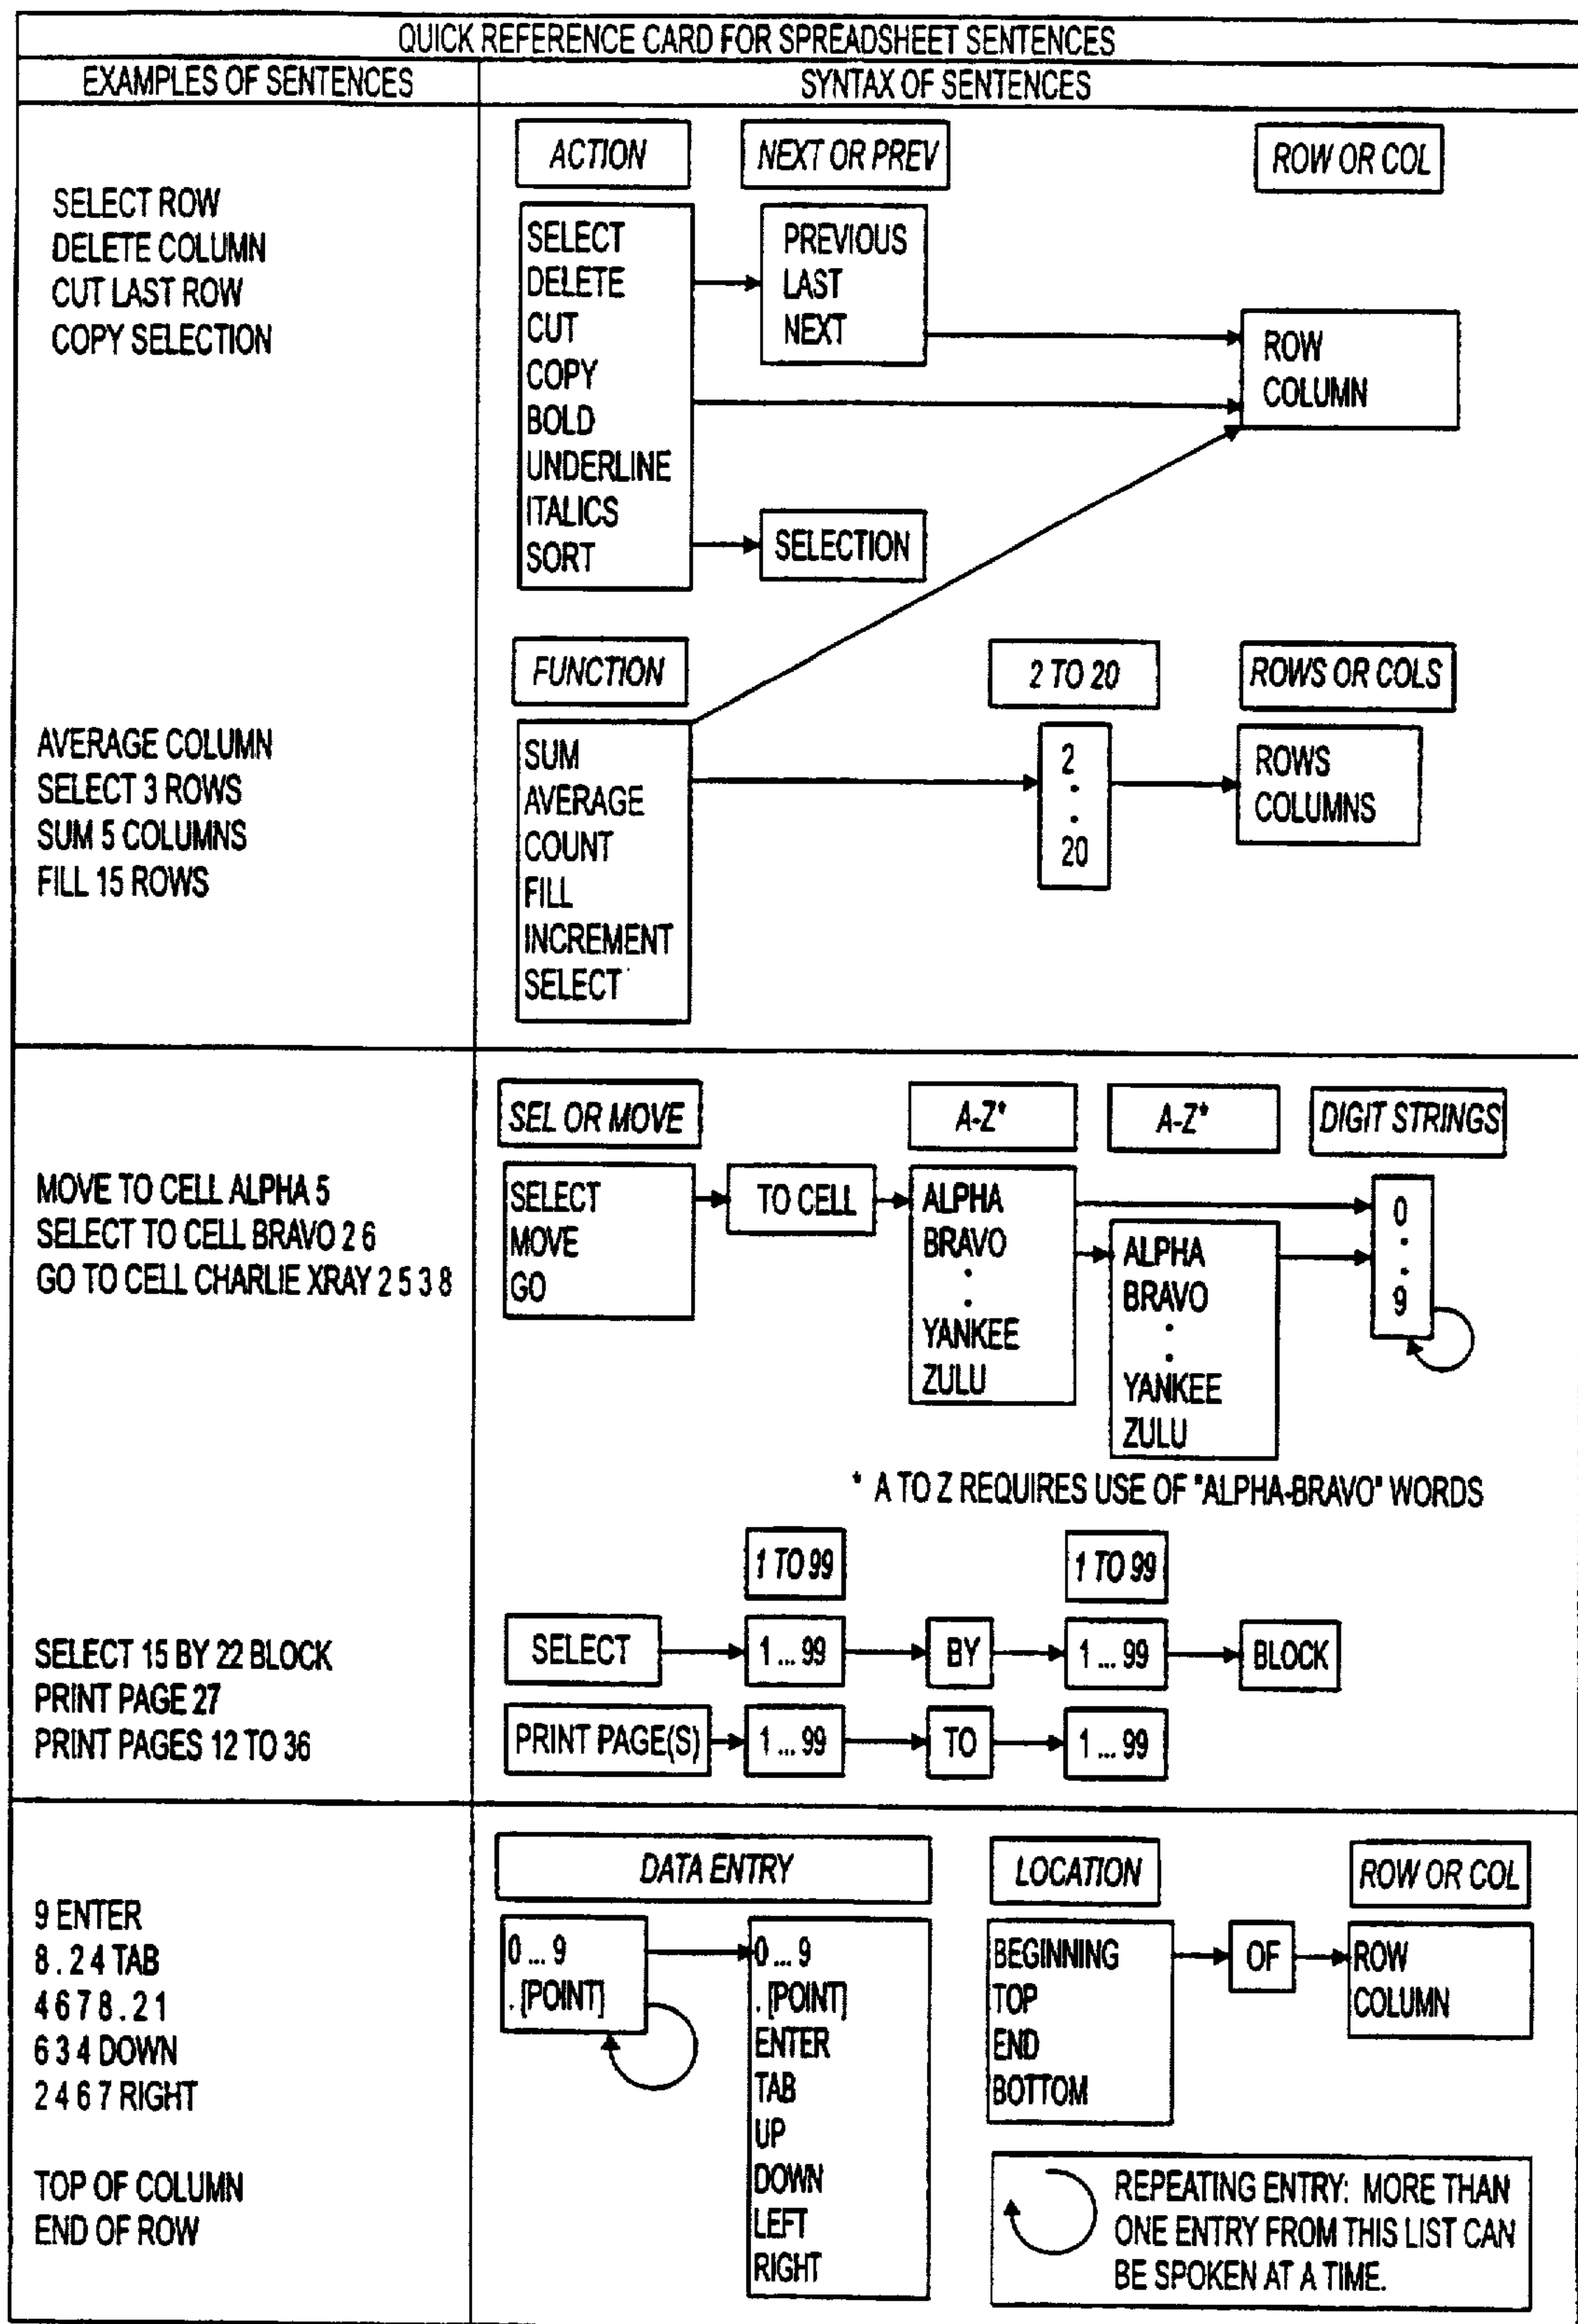 QUICK REFERENCE CARD FOR SPREADSHEET SENTENCES
EXAMPLES OF SENTENCES
SYNTAX OF SENTENCES
SELECT ROW
DELETE COLUMN
CUT LAST ROW
COPY SELECTION
ACTION
NEXT OR PREV
ROW OR COL
SELECT
DELETE
CUT
COPY
BOLD
UNDERLINE
ITALICS
SORT
PREVIOUS
LAST
NEXT
ROW
COLUMN
SELECTION
AVERAGE COLUMN
SELECT 3 ROWS
SUM 5 COLUMNS
FILL 15 ROWS
FUNCTION
2 TO 20
ROWS OR COLS
SUM
AVERAGE
COUNT
FILL
INCREMENT
SELECT
2
.
.
20
ROWS
COLUMNS
MOVE TO CELL ALPHA 5
SELECT TO CELL BRAVO 2 6
GO TO CELL CHARLIE XRAY 2 5 3 8
SEL OR MOVE
A-Z*
A-Z*
DIGIT STRINGS
SELECT
MOVE
GO
TO CELL
ALPHA
BRAVO
.
.
YANKEE
ZULU
ALPHA
BRAVO
.
.
YANKEE
ZULU
0
.
.
9
* A TO Z REQUIRES USE OF "ALPHA-BRAVO" WORDS
SELECT 15 BY 22 BLOCK
PRINT PAGE 27
PRINT PAGES 12 TO 36
1 TO 99
1 TO 99
SELECT
1 ... 99
BY
1 ... 99
BLOCK
PRINT PAGE(S)
1 ... 99
TO
1 ... 99
9 ENTER
8 . 2 4 TAB
4 6 7 8 . 2 1
6 3 4 DOWN
2 4 6 7 RIGHT
TOP OF COLUMN
END OF ROW
DATA ENTRY
LOCATION
ROW OR COL
0 ... 9
. [POINT]
0 ... 9
. [POINT]
ENTER
TAB
UP
DOWN
LEFT
RIGHT
BEGINNING
TOP
END
BOTTOM
OF
ROW
COLUMN
REPEATING ENTRY: MORE THAN
ONE ENTRY FROM THIS LIST CAN
BE SPOKEN AT A TIME.